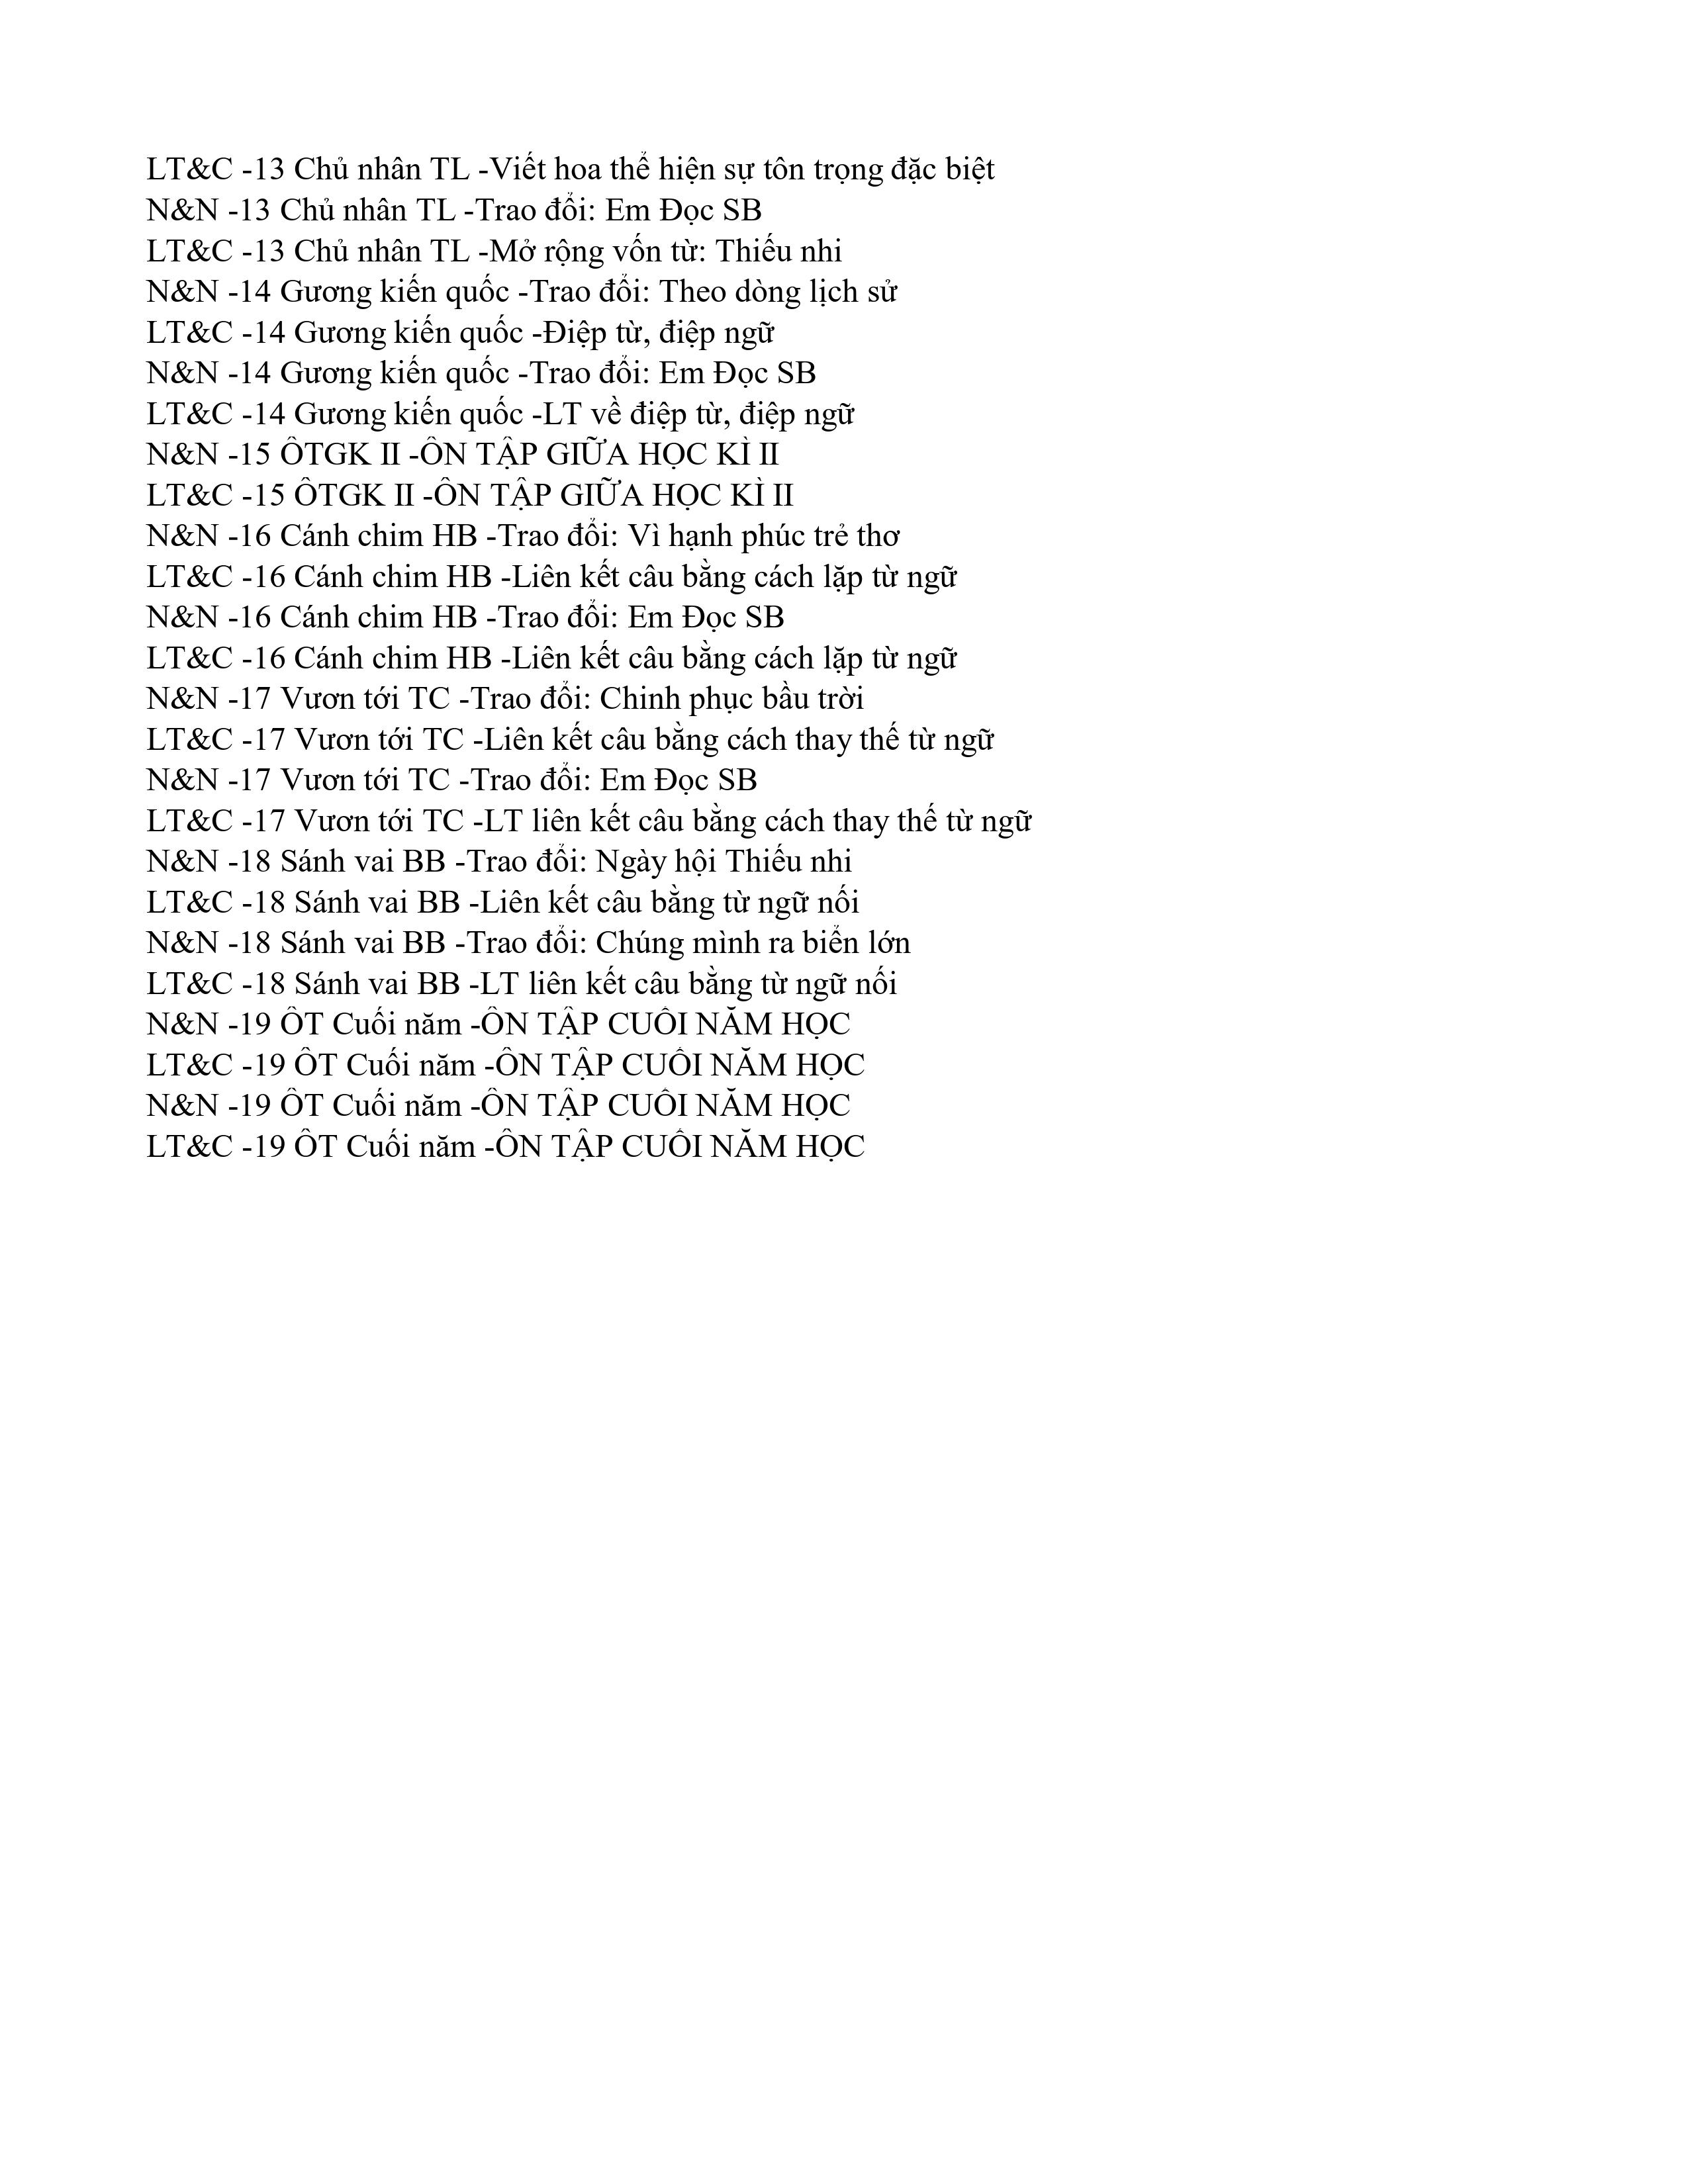 LT&C -13 Chủ nhân TL -Viết hoa thể hiện sự tôn trọng đặc biệt
N&N -13 Chủ nhân TL -Trao đổi: Em Đọc SB
LT&C -13 Chủ nhân TL -Mở rộng vốn từ: Thiếu nhi
N&N -14 Gương kiến quốc -Trao đổi: Theo dòng lịch sử
LT&C -14 Gương kiến quốc -Điệp từ, điệp ngữ
N&N -14 Gương kiến quốc -Trao đổi: Em Đọc SB
LT&C -14 Gương kiến quốc -LT về điệp từ, điệp ngữ
N&N -15 ÔTGK II -ÔN TẬP GIỮA HỌC KÌ II
LT&C -15 ÔTGK II -ÔN TẬP GIỮA HỌC KÌ II
N&N -16 Cánh chim HB -Trao đổi: Vì hạnh phúc trẻ thơ
LT&C -16 Cánh chim HB -Liên kết câu bằng cách lặp từ ngữ
N&N -16 Cánh chim HB -Trao đổi: Em Đọc SB
LT&C -16 Cánh chim HB -Liên kết câu bằng cách lặp từ ngữ
N&N -17 Vươn tới TC -Trao đổi: Chinh phục bầu trời
LT&C -17 Vươn tới TC -Liên kết câu bằng cách thay thế từ ngữ
N&N -17 Vươn tới TC -Trao đổi: Em Đọc SB
LT&C -17 Vươn tới TC -LT liên kết câu bằng cách thay thế từ ngữ
N&N -18 Sánh vai BB -Trao đổi: Ngày hội Thiếu nhi
LT&C -18 Sánh vai BB -Liên kết câu bằng từ ngữ nối
N&N -18 Sánh vai BB -Trao đổi: Chúng mình ra biển lớn
LT&C -18 Sánh vai BB -LT liên kết câu bằng từ ngữ nối
N&N -19 ÔT Cuối năm -ÔN TẬP CUỐI NĂM HỌC
LT&C -19 ÔT Cuối năm -ÔN TẬP CUỐI NĂM HỌC
N&N -19 ÔT Cuối năm -ÔN TẬP CUỐI NĂM HỌC
LT&C -19 ÔT Cuối năm -ÔN TẬP CUỐI NĂM HỌC